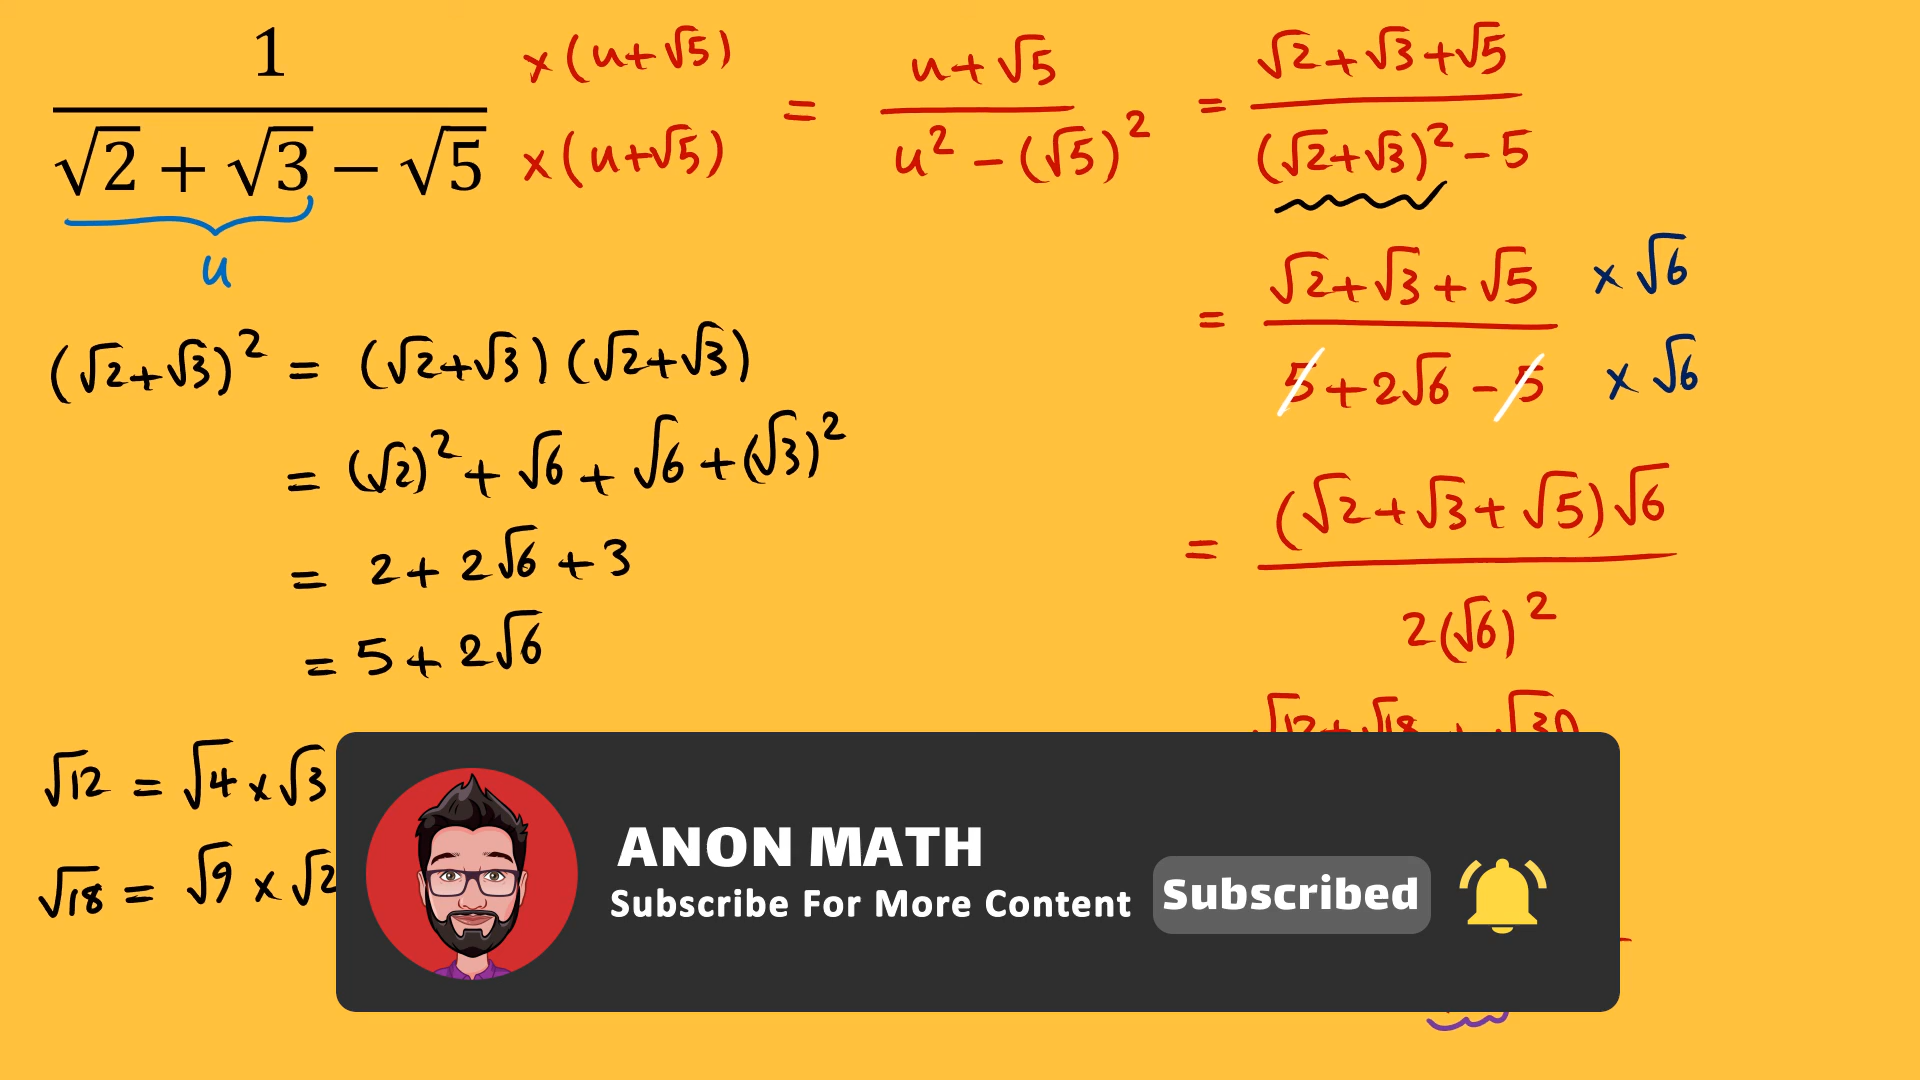 1
√2 + √3 − √5
×(u+√5)
×(u+√5)
= u+√5
u² − (√5)²
= √2+√3+√5
(√2+√3)² − 5
u
= √2+√3+√5 ×√6
5+2√6−5 ×√6
= (√2+√3+√5)√6
2(√6)²
√12+√18+√30
(√2+√3)² = (√2+√3)(√2+√3)
= (√2)² + √6 + √6 + (√3)²
= 2+2√6+3
= 5+2√6
√12 = √4×√3
√18 = √9×√2
ANON MATH
Subscribe For More Content
Subscribed